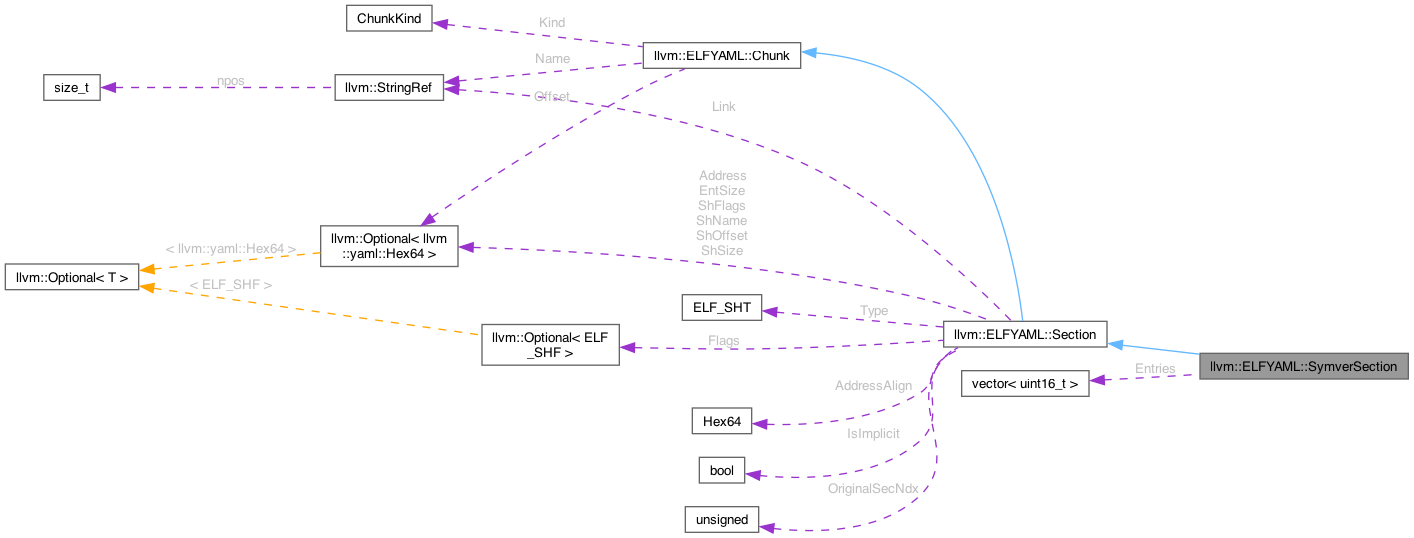 ChunkKind
Kind
llvm::ELFYAML::Chunk
Name
size_t
npos
llvm::StringRef
Offset
Link
Address
EntSize
ShFlags
ShName
ShOffset
ShSize
< llvm::yaml::Hex64 >
llvm::Optional< llvm
::yaml::Hex64 >
llvm::Optional< T >
< ELF_SHF >
ELF_SHT
Type
llvm::ELFYAML::Section
llvm::Optional< ELF
_SHF >
Flags
llvm::ELFYAML::SymverSection
Entries
vector< uint16_t >
AddressAlign
Hex64
IsImplicit
bool
OriginalSecNdx
unsigned